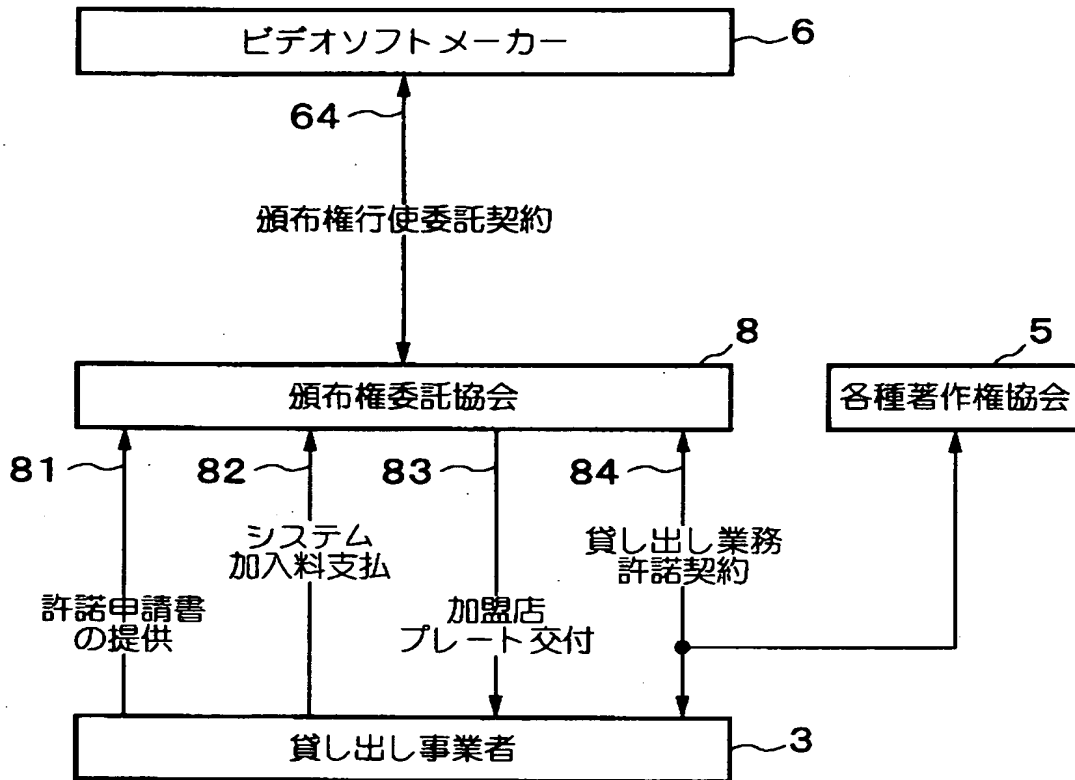 ビデオソフトメーカー
6
64
頒布権行使委託契約
8
5
頒布権委託協会
各種著作権協会
81
82
83
84
システム
加入料支払
貸し出し業務
許諾契約
許諾申請書
の提供
加盟店
プレート交付
貸し出し事業者
3